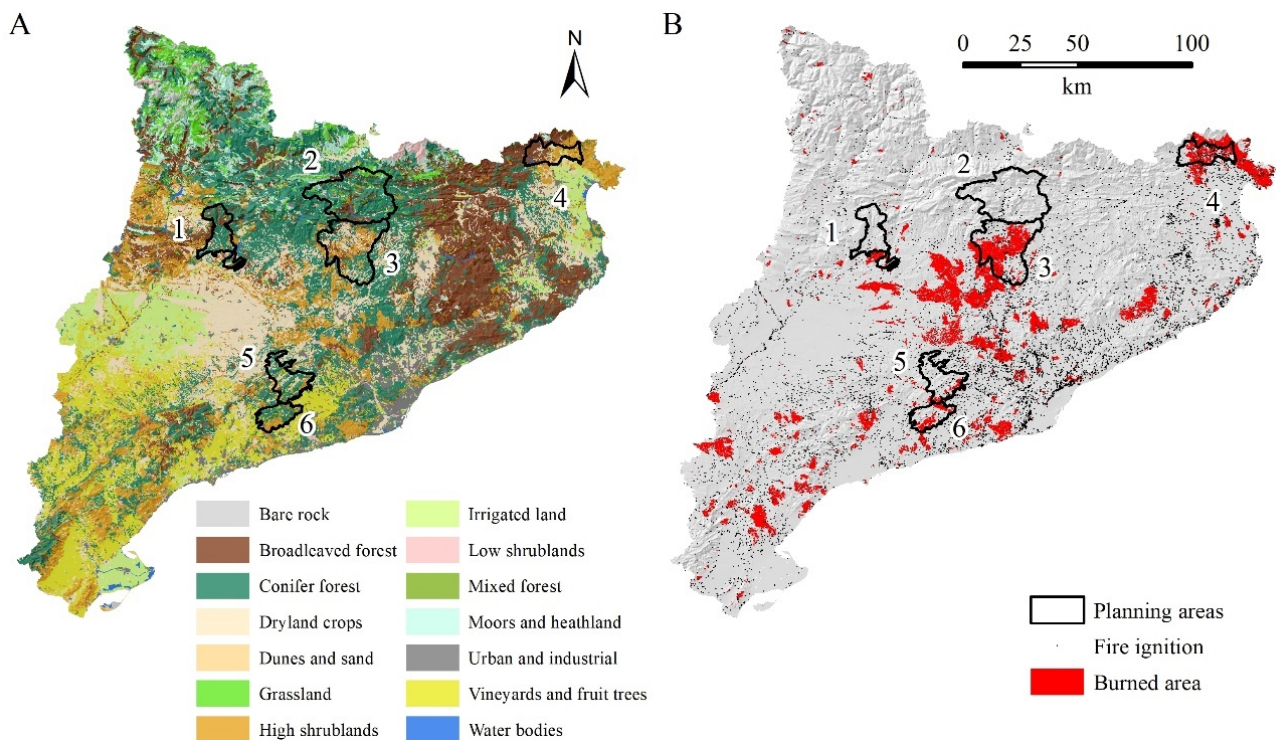 A
B
N
0 25 50 100
km
2
2
4
4
1
1
3
3
5
5
6
6
Bare rock
Irrigated land
Broadleaved forest
Low shrublands
Conifer forest
Mixed forest
Dryland crops
Moors and heathland
Dunes and sand
Urban and industrial
Grassland
Vineyards and fruit trees
High shrublands
Water bodies
Planning areas
Fire ignition
Burned area